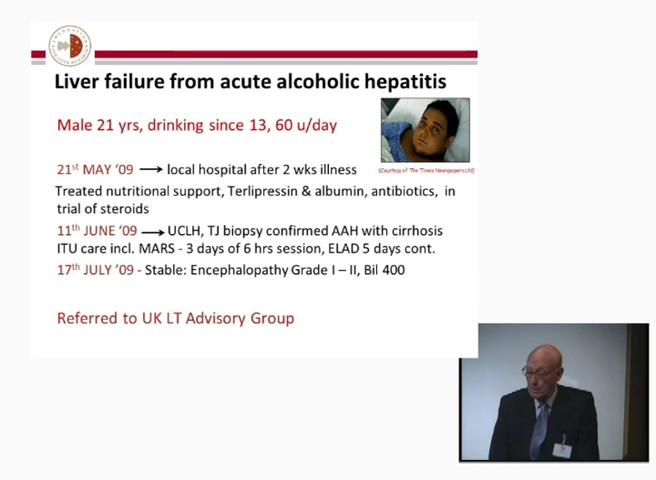 Liver failure from acute alcoholic hepatitis
Male 21 yrs, drinking since 13, 60 u/day
(Courtesy of The Times Newspapers Ltd)
21st MAY '09 → local hospital after 2 wks illness
Treated nutritional support, Terlipressin & albumin, antibiotics, in
trial of steroids
11th JUNE '09 → UCLH, TJ biopsy confirmed AAH with cirrhosis
ITU care incl. MARS - 3 days of 6 hrs session, ELAD 5 days cont.
17th JULY '09 - Stable: Encephalopathy Grade I – II, Bil 400
Referred to UK LT Advisory Group